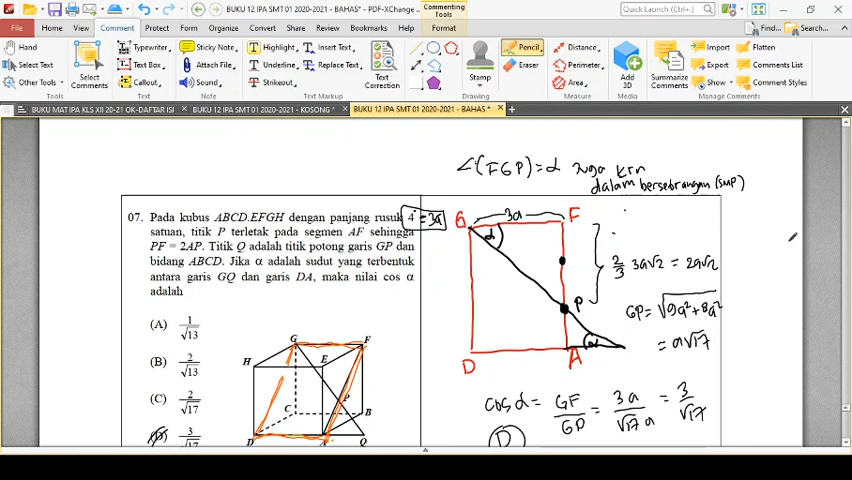 BUKU 12 IPA SMT 01 2020-2021 - BAHAS* - PDF-XChange
Commenting
Tools
Quick Launch (Ctrl+.)
File
Home
View
Comment
Protect
Form
Organize
Convert
Share
Review
Bookmarks
Help
Format
Arrange
Find...
Search...
Hand
Select Text
Other Tools
Select
Comments
Typewriter
Text Box
Callout
Sticky Note
Attach File
Sound
Highlight
Underline
Strikeout
Insert Text
Replace Text
Text
Correction
Pencil
Eraser
Stamp
Distance
Perimeter
Area
Add
3D
Summarize
Comments
Import
Export
Show
Flatten
Comments List
Comment Styles
Tools
Text Markup
Drawing
Measure
Manage Comments
BUKU MAT IPA KLS XII 20-21 OK-DAFTAR ISI
BUKU 12 IPA SMT 01 2020-2021 - KOSONG *
BUKU 12 IPA SMT 01 2020-2021 - BAHAS *
∠(FGP)=α juga krn
dalam bersebrangan (SMP)
07. Pada kubus ABCD.EFGH dengan panjang rusuk 4 = 3a
satuan, titik P terletak pada segmen AF sehingga
PF = 2AP. Titik Q adalah titik potong garis GP dan
bidang ABCD. Jika α adalah sudut yang terbentuk
antara garis GQ dan garis DA, maka nilai cos α
adalah
(A) 1/√13
(B) 2/√13
(C) 2/√17
(D) 3/√17
G
F
H
E
P
C
B
D
A
Q
G
3a
F
α
P
α
D
A
2/3 3a√2 = 2a√2
GP = √9a²+8a²
= a√17
cos α = GF/GP = 3a/√17 a = 3/√17
D